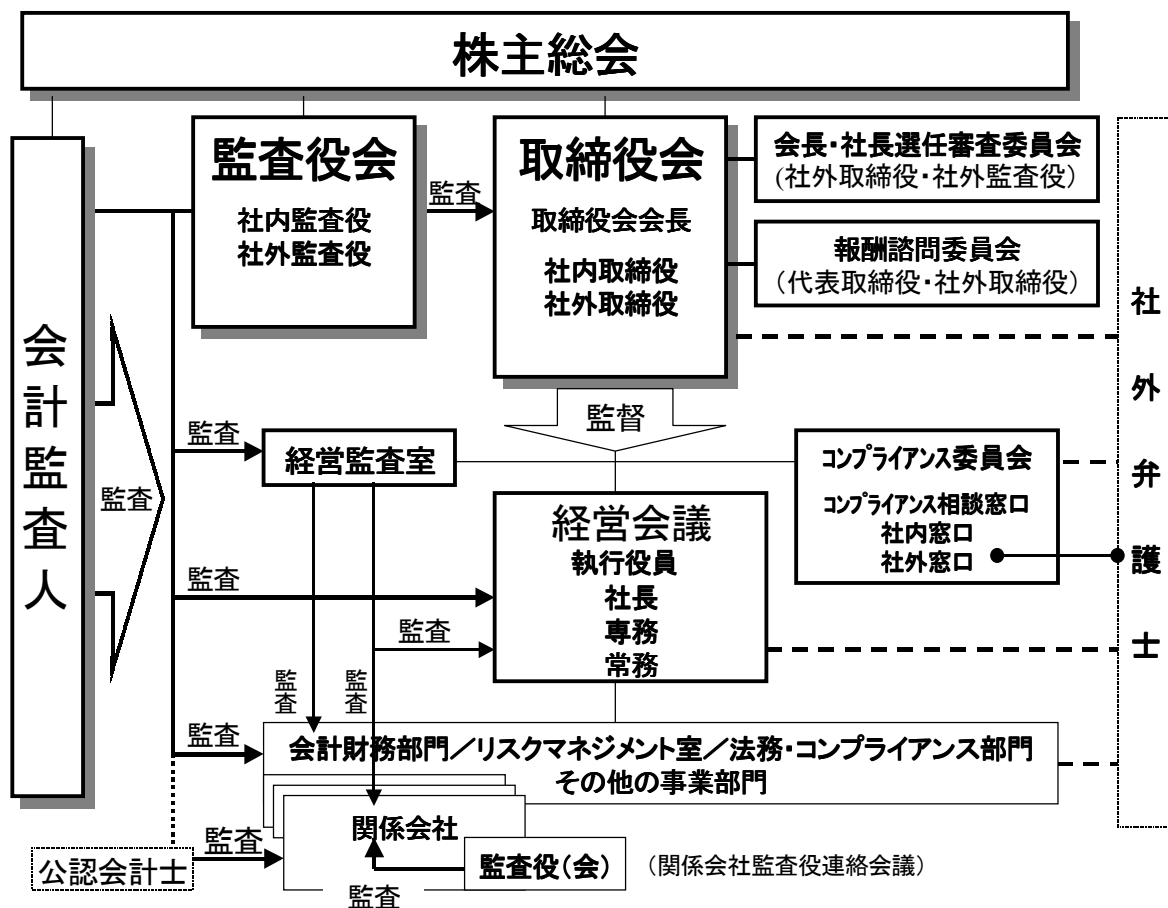 株主総会
会計監査人
監査役会
社内監査役
社外監査役
監査
取締役会
取締役会会長
社内取締役
社外取締役
会長・社長選任審査委員会
(社外取締役・社外監査役)
報酬諮問委員会
(代表取締役・社外取締役)
社外弁護士
監査
監督
監査
経営監査室
コンプライアンス委員会
コンプライアンス相談窓口
社内窓口
社外窓口
経営会議
執行役員
社長
専務
常務
監査
監査
監査
監査
監査
会計財務部門／リスクマネジメント室／法務・コンプライアンス部門
その他の事業部門
関係会社
監査
公認会計士
監査役(会)
(関係会社監査役連絡会議)
監査